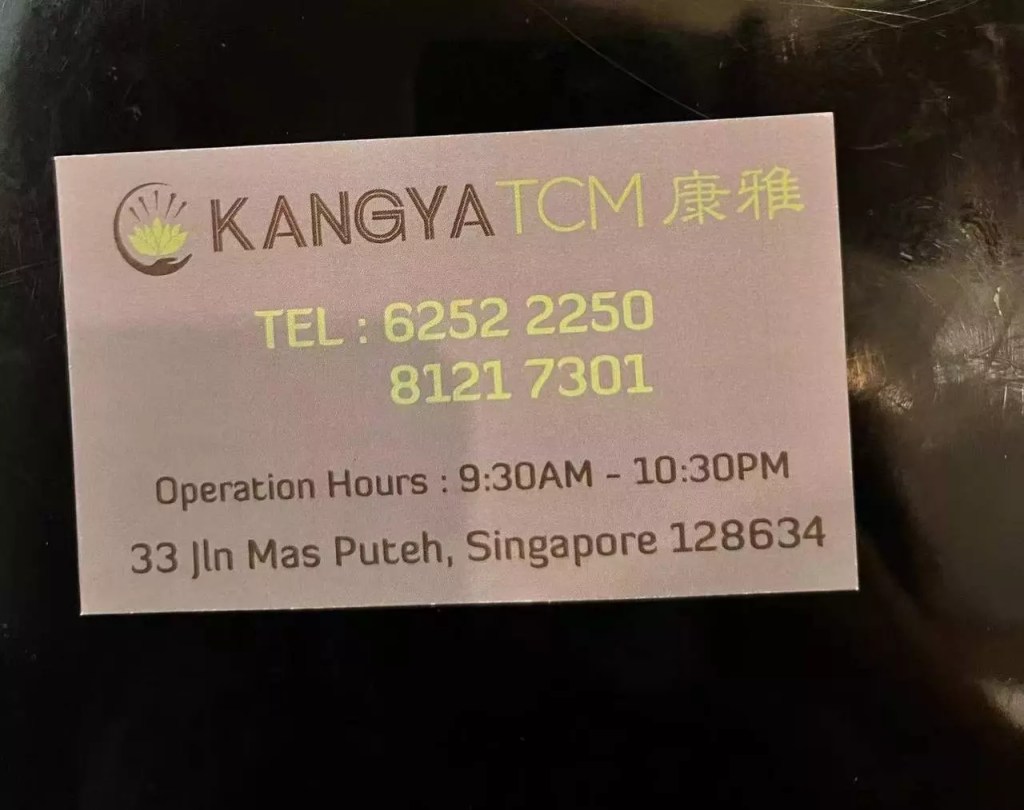 KANGYA TCM 康雅
TEL : 6252 2250
8121 7301
Operation Hours : 9:30AM - 10:30PM
33 Jln Mas Puteh, Singapore 128634